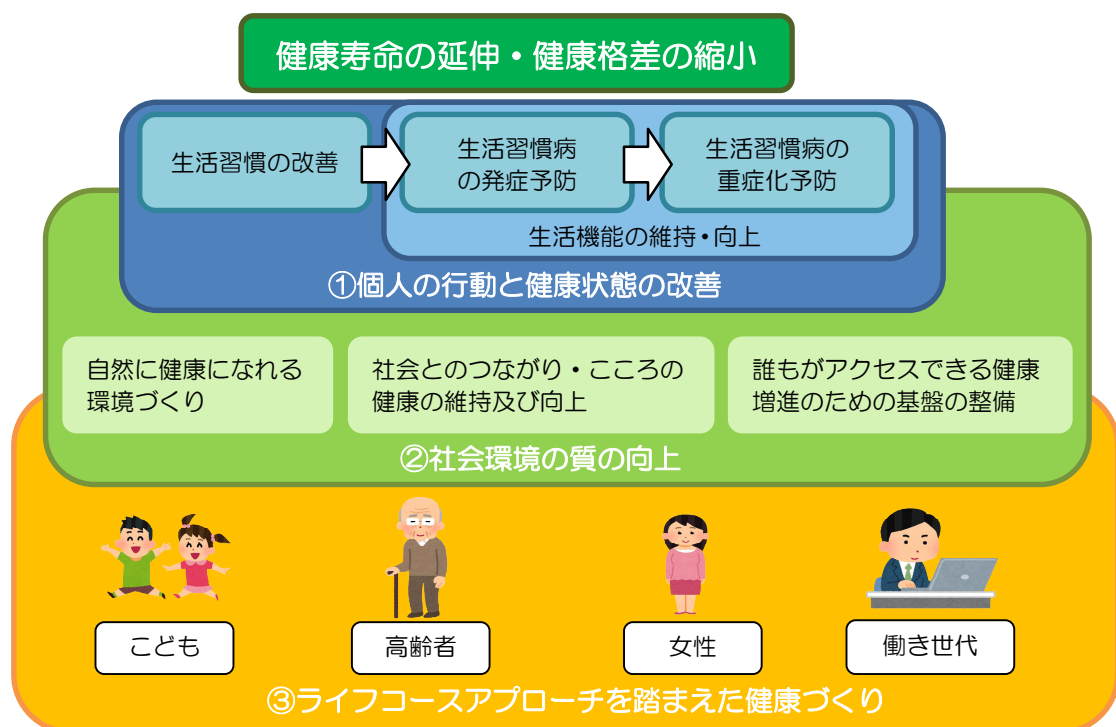 健康寿命の延伸・健康格差の縮小
生活習慣の改善
生活習慣病
の発症予防
生活習慣病の
重症化予防
生活機能の維持・向上
①個人の行動と健康状態の改善
自然に健康になれる
環境づくり
社会とのつながり・こころの
健康の維持及び向上
誰もがアクセスできる健康
増進のための基盤の整備
②社会環境の質の向上
こども
高齢者
女性
働き世代
③ライフコースアプローチを踏まえた健康づくり